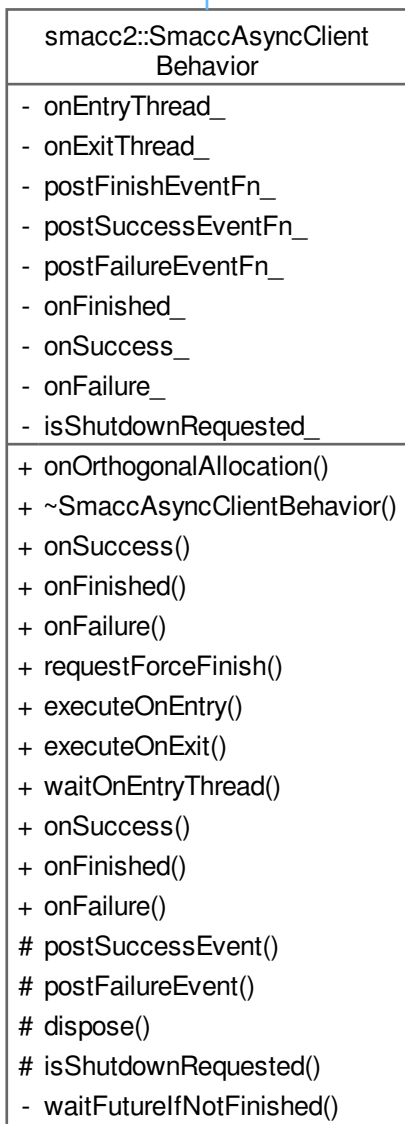 smacc2::SmaccAsyncClient
Behavior
- onEntryThread_
- onExitThread_
- postFinishEventFn_
- postSuccessEventFn_
- postFailureEventFn_
- onFinished_
- onSuccess_
- onFailure_
- isShutdownRequested_
+ onOrthogonalAllocation()
+ ~SmaccAsyncClientBehavior()
+ onSuccess()
+ onFinished()
+ onFailure()
+ requestForceFinish()
+ executeOnEntry()
+ executeOnExit()
+ waitOnEntryThread()
+ onSuccess()
+ onFinished()
+ onFailure()
# postSuccessEvent()
# postFailureEvent()
# dispose()
# isShutdownRequested()
- waitFutureIfNotFinished()